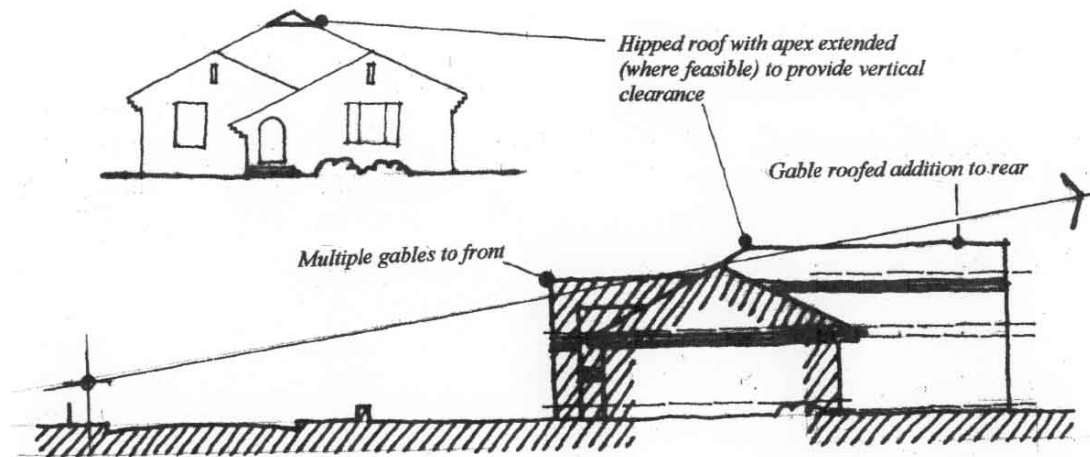 Hipped roof with apex extended
(where feasible) to provide vertical
clearance
Gable roofed addition to rear
Multiple gables to front